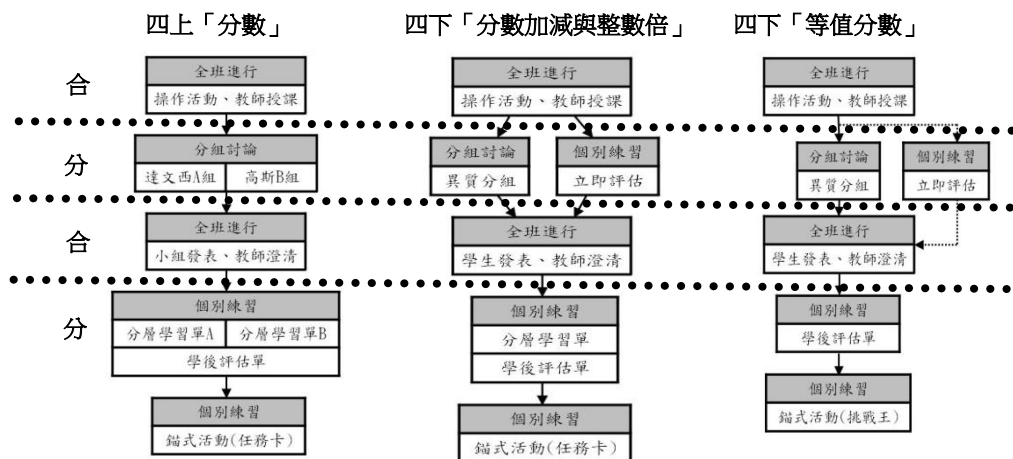 四上「分數」
四下「分數加減與整數倍」
四下「等值分數」
合
全班進行
操作活動、教師授課
全班進行
操作活動、教師授課
全班進行
操作活動、教師授課
分
分組討論
達文西A組
高斯B組
分組討論
異質分組
個別練習
立即評估
分組討論
異質分組
個別練習
立即評估
合
全班進行
小組發表、教師澄清
全班進行
學生發表、教師澄清
全班進行
學生發表、教師澄清
分
個別練習
分層學習單A
分層學習單B
學後評估單
個別練習
分層學習單
學後評估單
個別練習
學後評估單
個別練習
錨式活動(任務卡)
個別練習
錨式活動(任務卡)
個別練習
錨式活動(挑戰王)